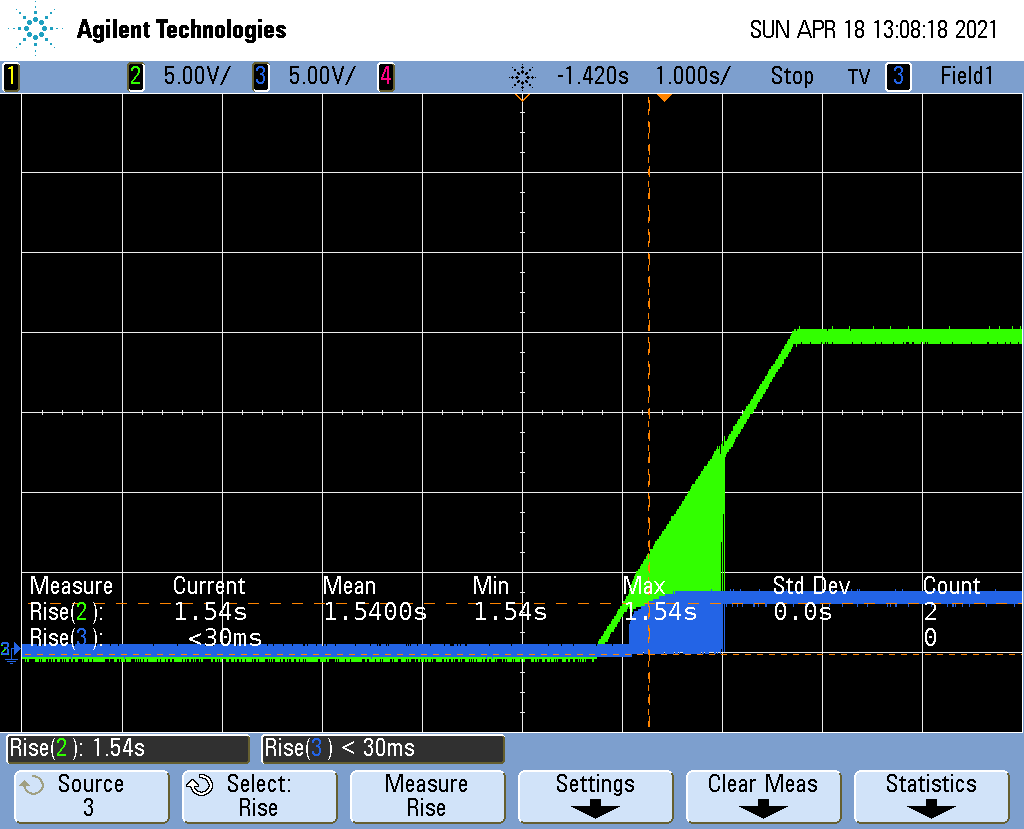 Agilent Technologies SUN APR 18 13:08:18 2021
1 2 5.00V/ 3 5.00V/ 4 -1.420s 1.000s/ Stop TV 3 Field1
Measure Current Mean Min Max Std Dev Count
Rise(2): 1.54s 1.5400s 1.54s 1.54s 0.0s 2
Rise(3): <30ms 0
2
Rise(2): 1.54s Rise(3) < 30ms
Source Select: Measure Settings Clear Meas Statistics
3 Rise Rise